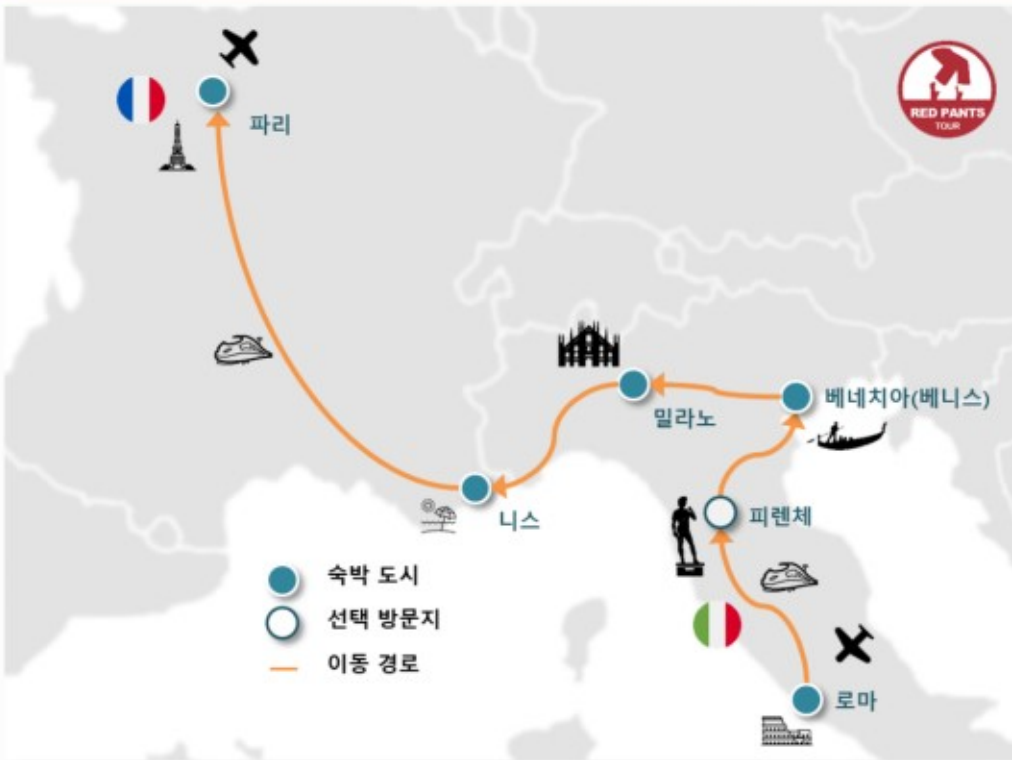 파리
RED PANTS
TOUR
밀라노
베네치아(베니스)
니스
피렌체
숙박 도시
선택 방문지
이동 경로
로마